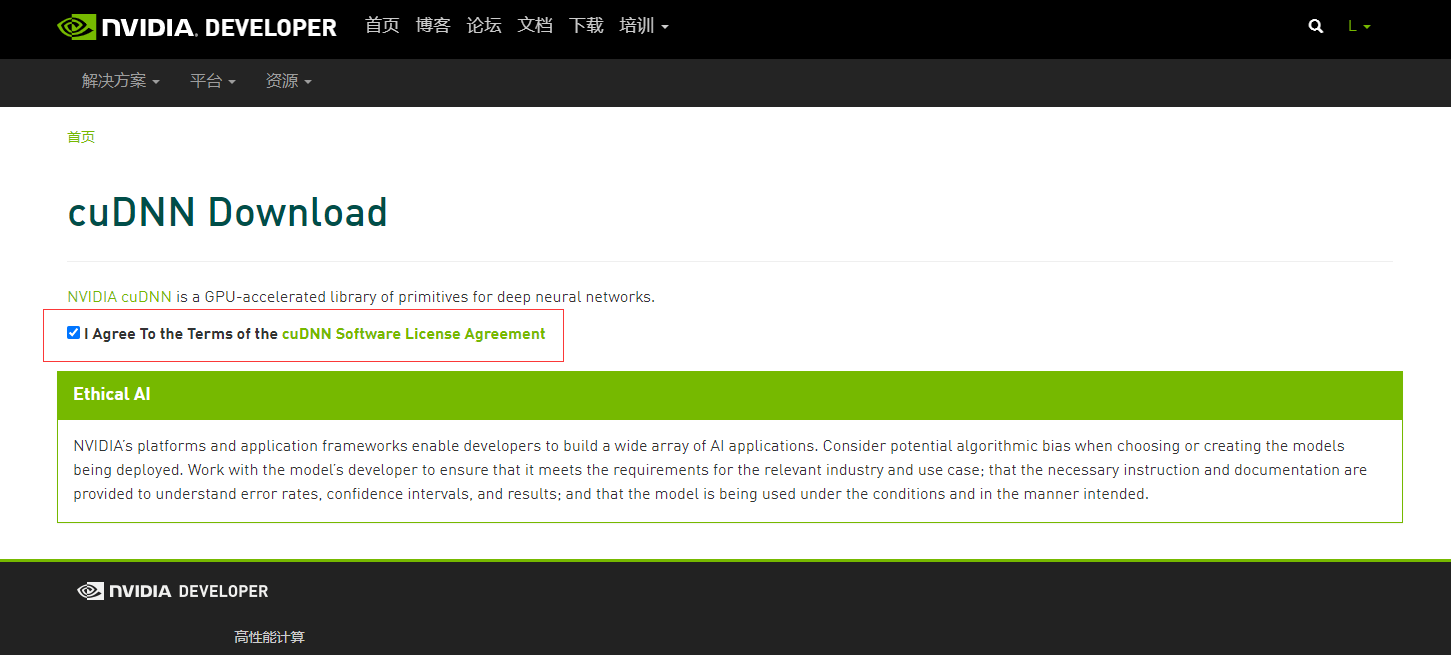 NVIDIA. DEVELOPER 首页 博客 论坛 文档 下载 培训 L
解决方案 平台 资源
首页
cuDNN Download
NVIDIA cuDNN is a GPU-accelerated library of primitives for deep neural networks.
I Agree To the Terms of the cuDNN Software License Agreement
Ethical AI
NVIDIA's platforms and application frameworks enable developers to build a wide array of AI applications. Consider potential algorithmic bias when choosing or creating the models
being deployed. Work with the model's developer to ensure that it meets the requirements for the relevant industry and use case; that the necessary instruction and documentation are
provided to understand error rates, confidence intervals, and results; and that the model is being used under the conditions and in the manner intended.
NVIDIA DEVELOPER
高性能计算